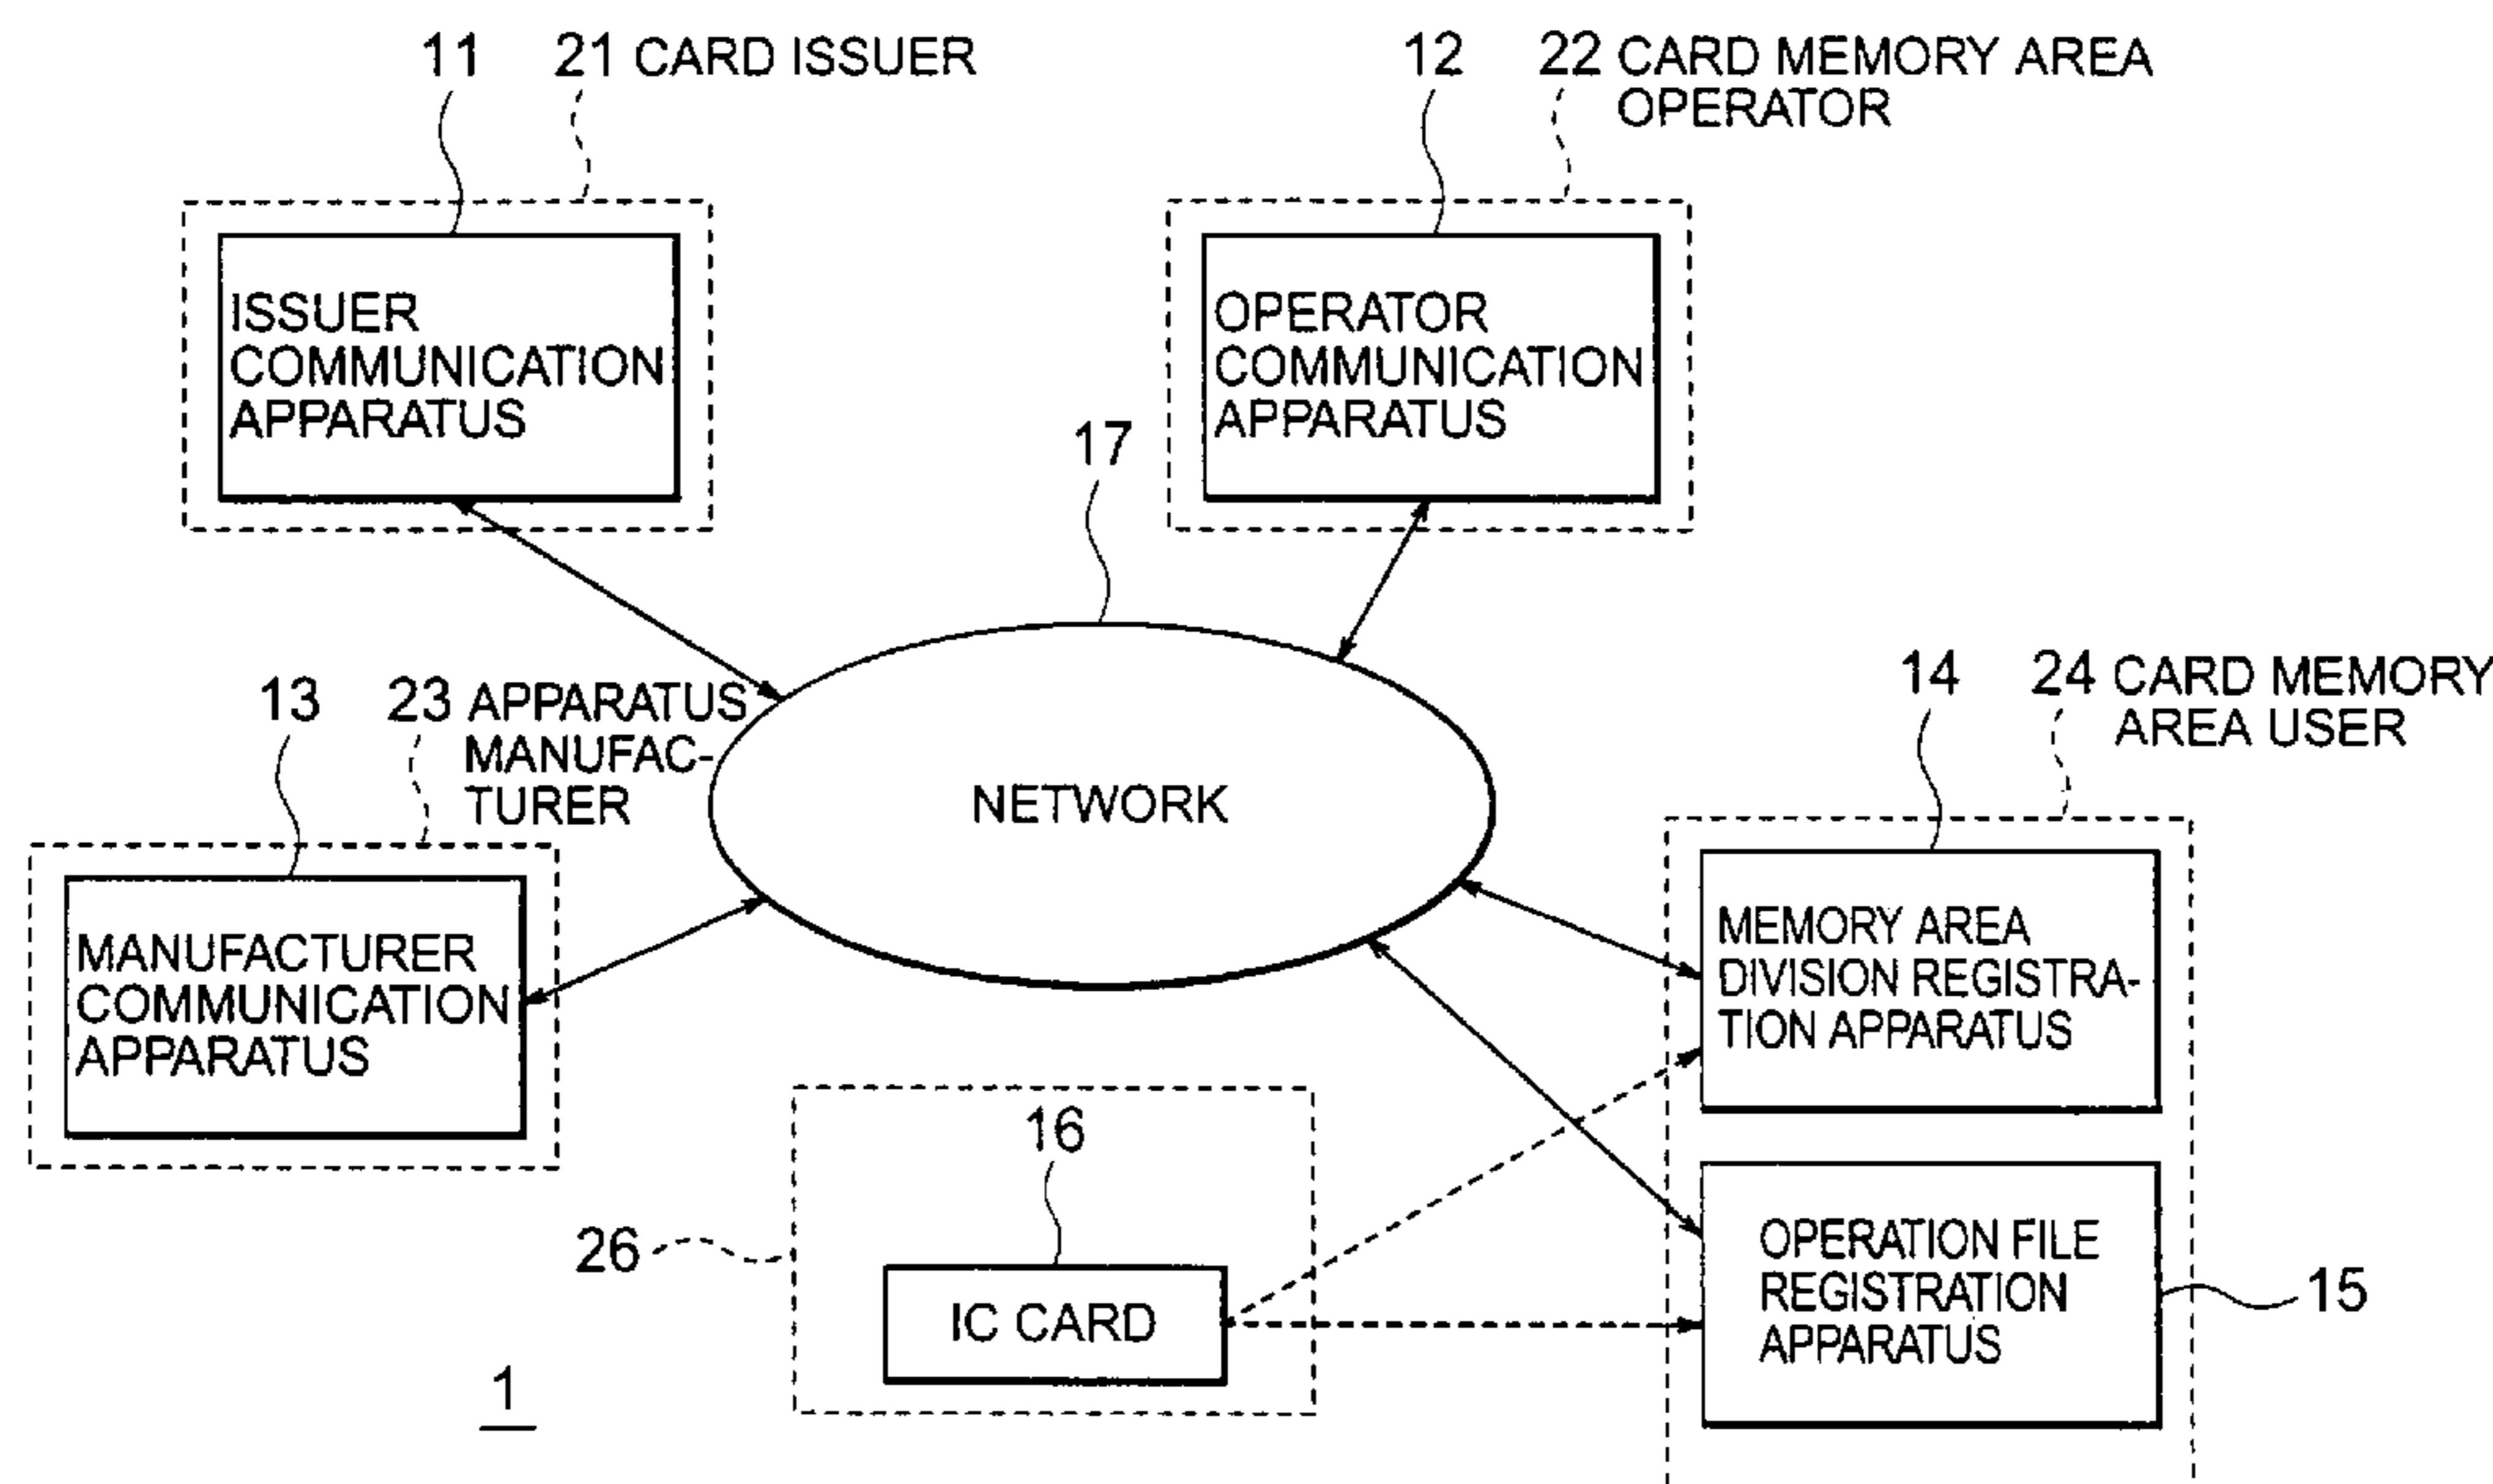 11
21 CARD ISSUER
12
22 CARD MEMORY AREA
OPERATOR
ISSUER
COMMUNICATION
APPARATUS
OPERATOR
COMMUNICATION
APPARATUS
17
13
23 APPARATUS
MANUFAC-
TURER
NETWORK
14
24 CARD MEMORY
AREA USER
MANUFACTURER
COMMUNICATION
APPARATUS
MEMORY AREA
DIVISION REGISTRA-
TION APPARATUS
16
26
IC CARD
OPERATION FILE
REGISTRATION
APPARATUS
15
1